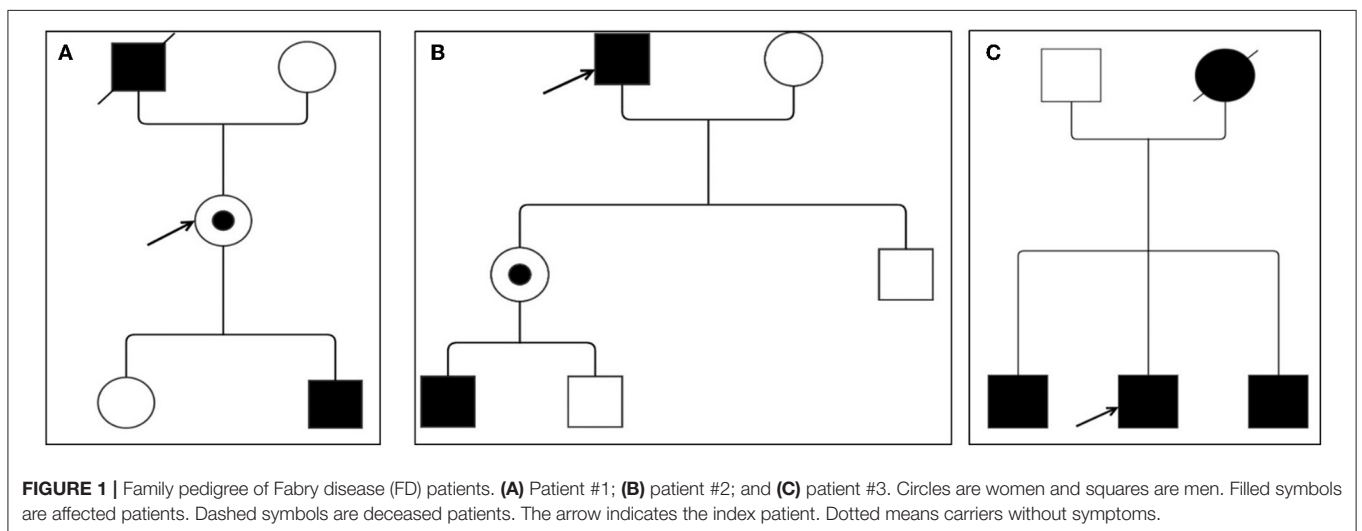 A
B
C
FIGURE 1 | Family pedigree of Fabry disease (FD) patients. (A) Patient #1; (B) patient #2; and (C) patient #3. Circles are women and squares are men. Filled symbols
are affected patients. Dashed symbols are deceased patients. The arrow indicates the index patient. Dotted means carriers without symptoms.